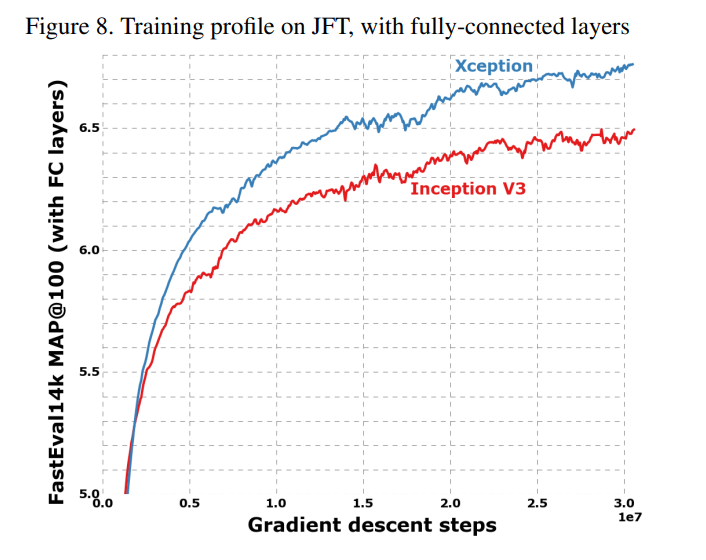 Figure 8. Training profile on JFT, with fully-connected layers
FastEval14k MAP@100 (with FC layers)
Xception
6.5
Inception V3
6.0
5.5
5.0
0.0 0.5 1.0 1.5 2.0 2.5 3.0
1e7
Gradient descent steps